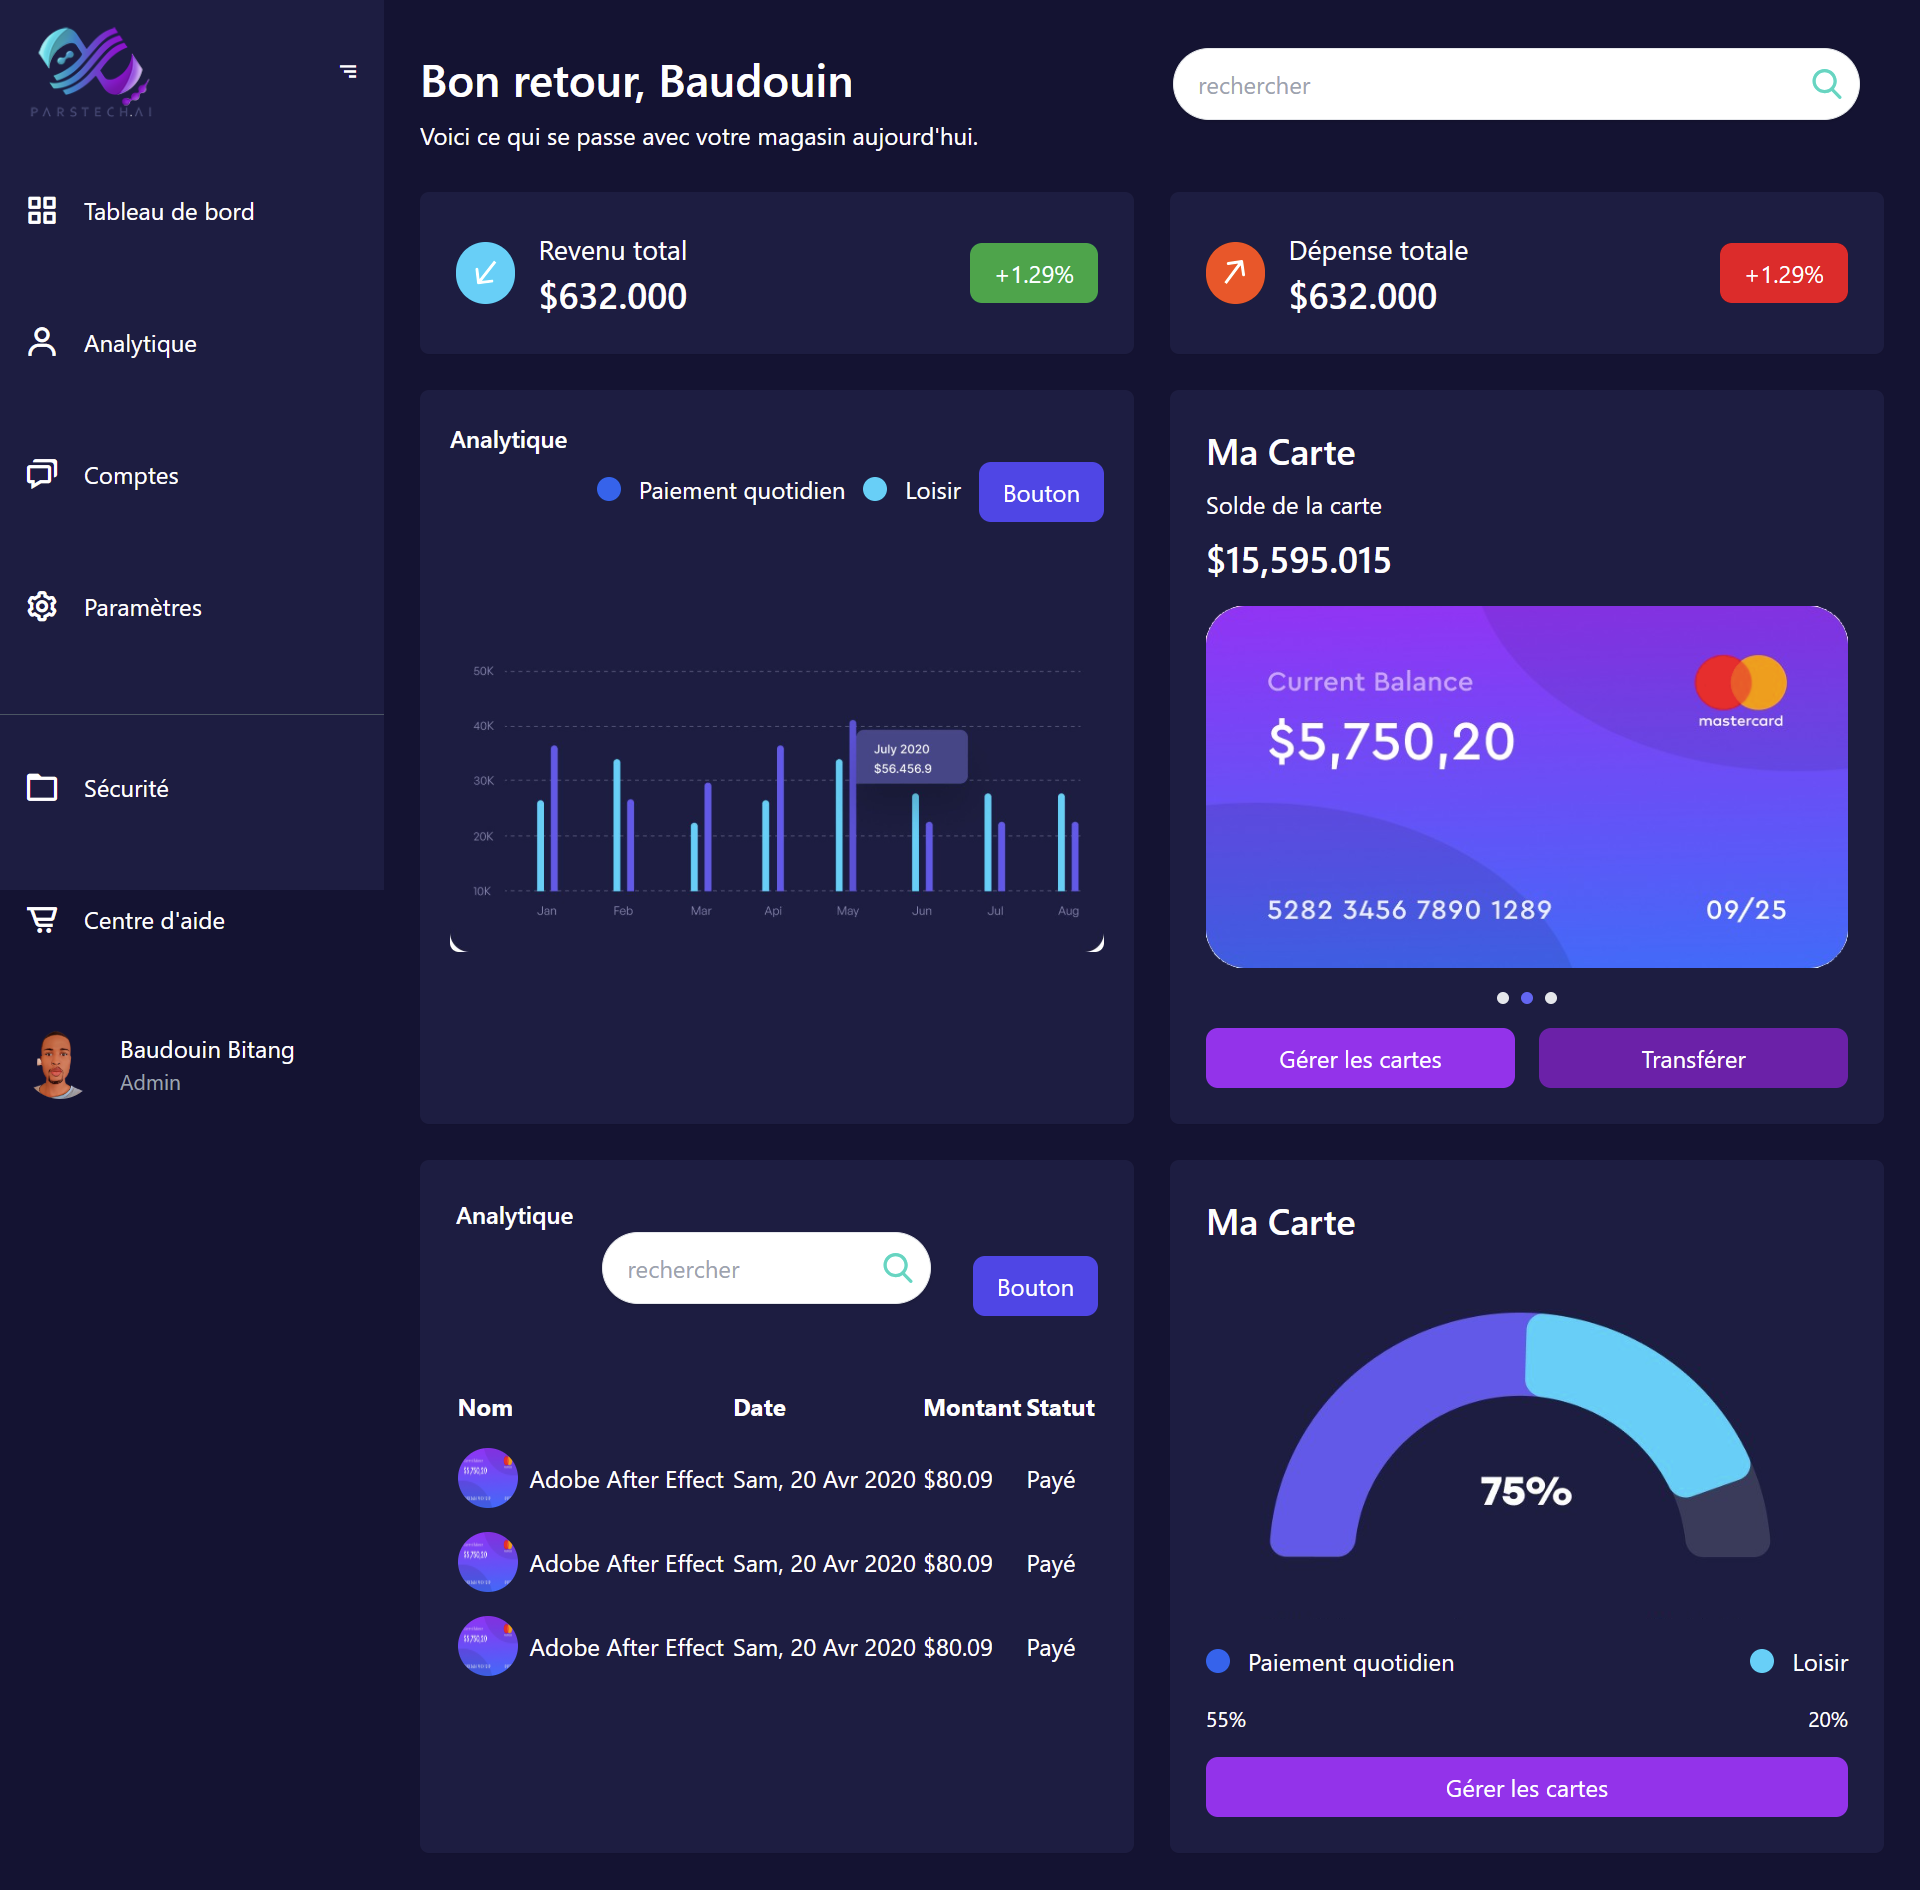 PARSTECH.AI
Tableau de bord
Analytique
Comptes
Paramètres
Sécurité
Centre d'aide
Baudouin Bitang
Admin
Bon retour, Baudouin
Voici ce qui se passe avec votre magasin aujourd'hui.
rechercher
Revenu total
$632.000
+1.29%
Dépense totale
$632.000
+1.29%
Analytique
Paiement quotidien Loisir Bouton
50K
40K
30K
20K
10K
July 2020
$56.456.9
Jan Feb Mar Api May Jun Jul Aug
Ma Carte
Solde de la carte
$15,595.015
Current Balance
$5,750,20
mastercard
5282 3456 7890 1289 09/25
Gérer les cartes Transférer
Analytique
rechercher
Bouton
Nom Date Montant Statut
Adobe After Effect Sam, 20 Avr 2020 $80.09 Payé
Adobe After Effect Sam, 20 Avr 2020 $80.09 Payé
Adobe After Effect Sam, 20 Avr 2020 $80.09 Payé
Ma Carte
75%
Paiement quotidien Loisir
55% 20%
Gérer les cartes